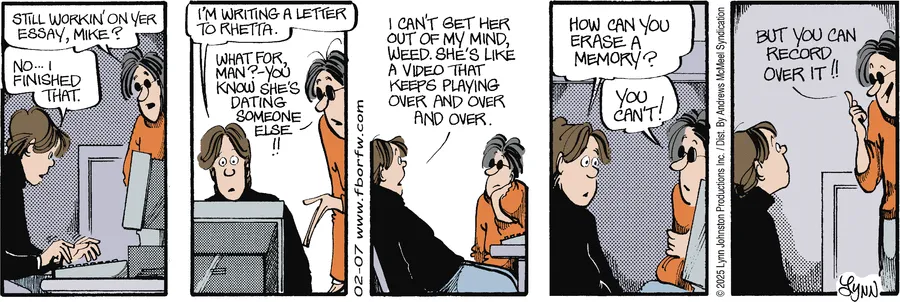 STILL WORKIN' ON YER
ESSAY, MIKE?
NO... I
FINISHED
THAT.
I'M WRITING A LETTER
TO RHETTA.
WHAT FOR,
MAN?-YOU
KNOW SHE'S
DATING
SOMEONE
ELSE
!!
02-07 www.fborfw.com
I CAN'T GET HER
OUT OF MY MIND,
WEED. SHE'S LIKE
A VIDEO THAT
KEEPS PLAYING
OVER AND OVER
AND OVER.
HOW CAN YOU
ERASE A
MEMORY?
YOU
CAN'T!
© 2025 Lynn Johnston Productions Inc. / Dist. By Andrews McMeel Syndication
BUT YOU CAN
RECORD
OVER IT!!
LYNN